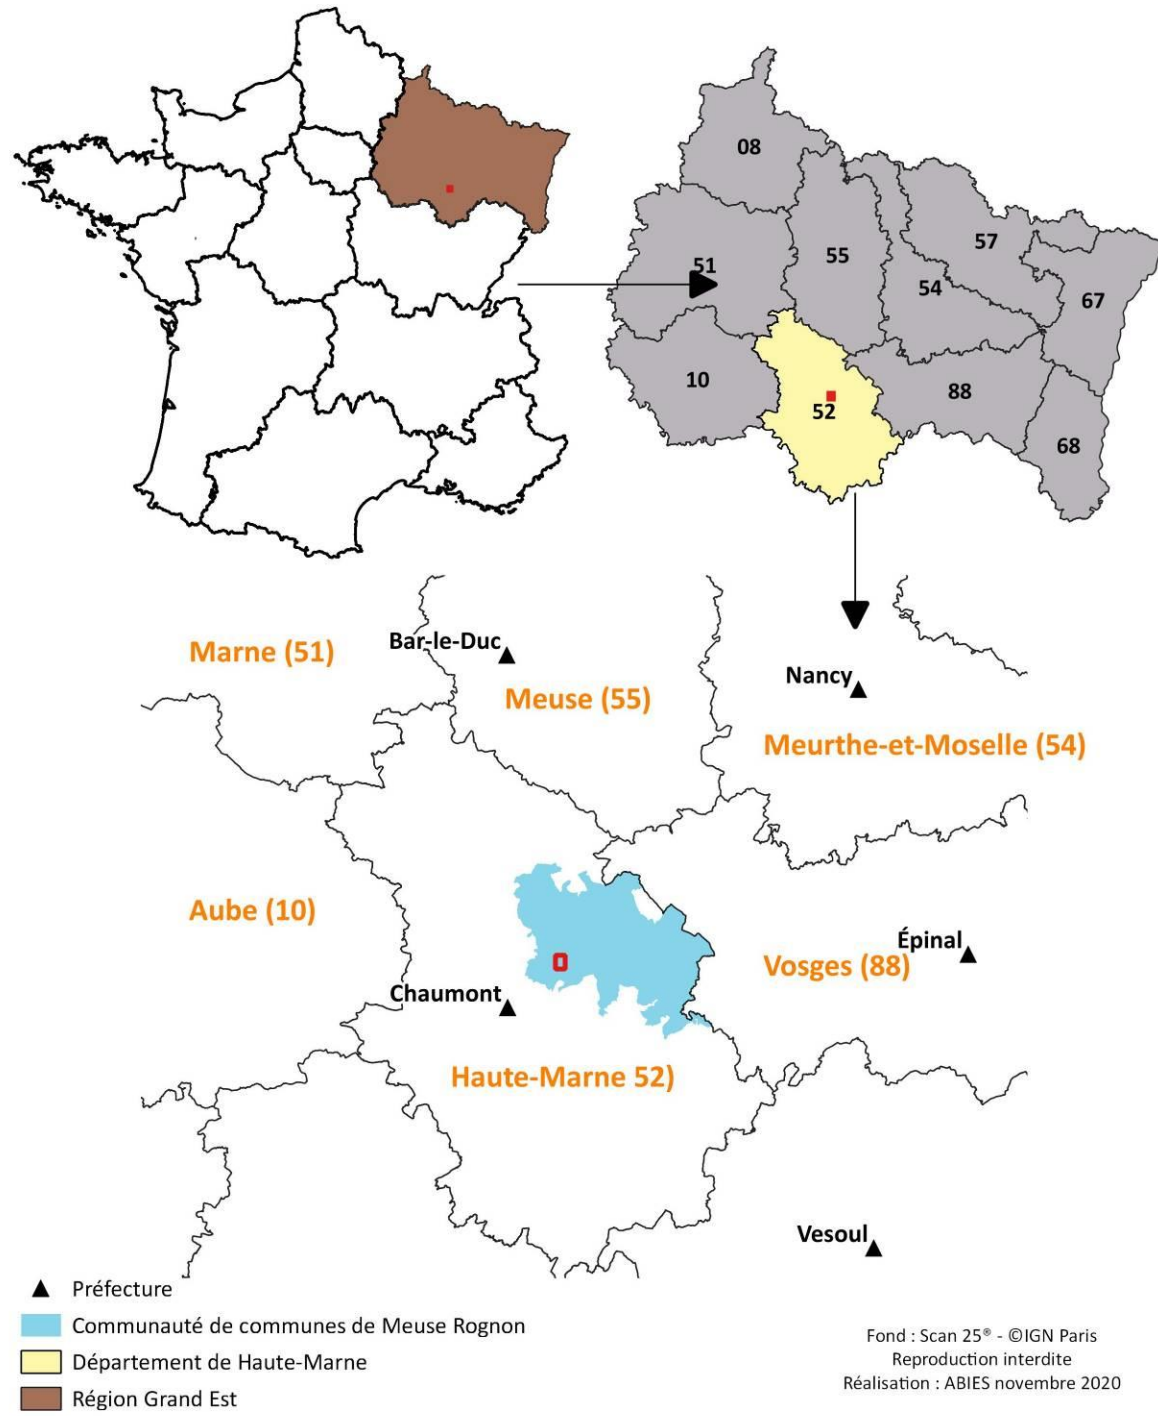 08
57
55
51
54
67
10
88
52
68
Bar-le-Duc
Marne (51)
Nancy
Meuse (55)
Meurthe-et-Moselle (54)
Aube (10)
Épinal
Vosges (88)
Chaumont
Haute-Marne 52)
Vesoul
Préfecture
Communauté de communes de Meuse Rognon
Département de Haute-Marne
Région Grand Est
Fond : Scan 25® - ©IGN Paris
Reproduction interdite
Réalisation : ABIES novembre 2020